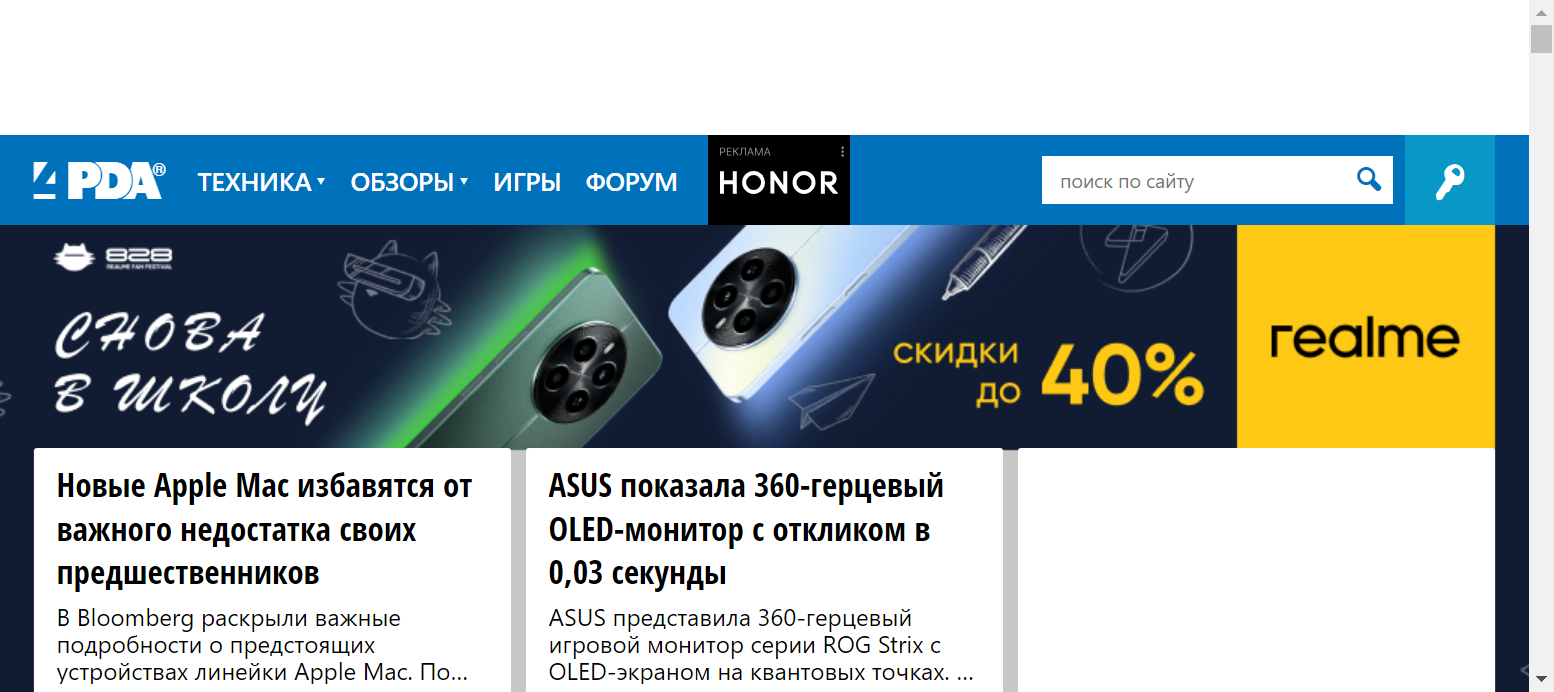 4PDA®
ТЕХНИКА
ОБЗОРЫ
ИГРЫ
ФОРУМ
РЕКЛАМА
HONOR
поиск по сайту
828
REALME FAN FESTIVAL
СНОВА
В ШКОЛУ
СКИДКИ
ДО
40%
realme
Новые Apple Mac избавятся от
важного недостатка своих
предшественников
В Bloomberg раскрыли важные
подробности о предстоящих
устройствах линейки Apple Mac. По...
ASUS показала 360-герцевый
OLED-монитор с откликом в
0,03 секунды
ASUS представила 360-герцевый
игровой монитор серии ROG Strix с
OLED-экраном на квантовых точках. ...